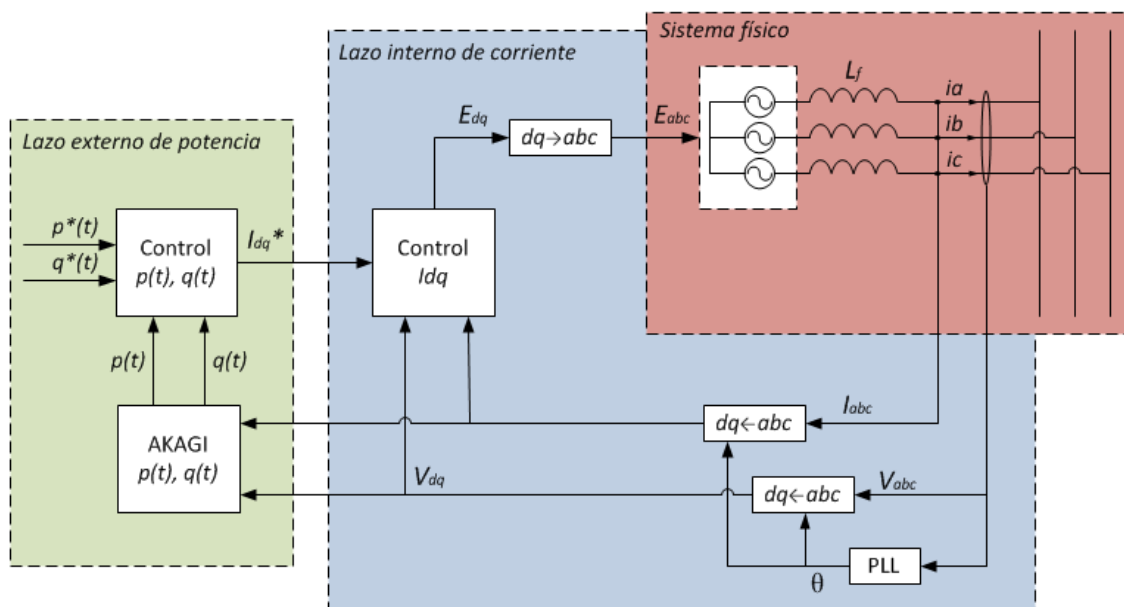 Sistema físico
Lazo interno de corriente
Lazo externo de potencia
Edq
dq→abc
Eabc
Lf
ia
ib
ic
p*(t)
q*(t)
Control
p(t), q(t)
Idq*
Control
Idq
p(t)
q(t)
AKAGI
p(t), q(t)
Iabc
dq←abc
Vdq
Vabc
dq←abc
θ
PLL